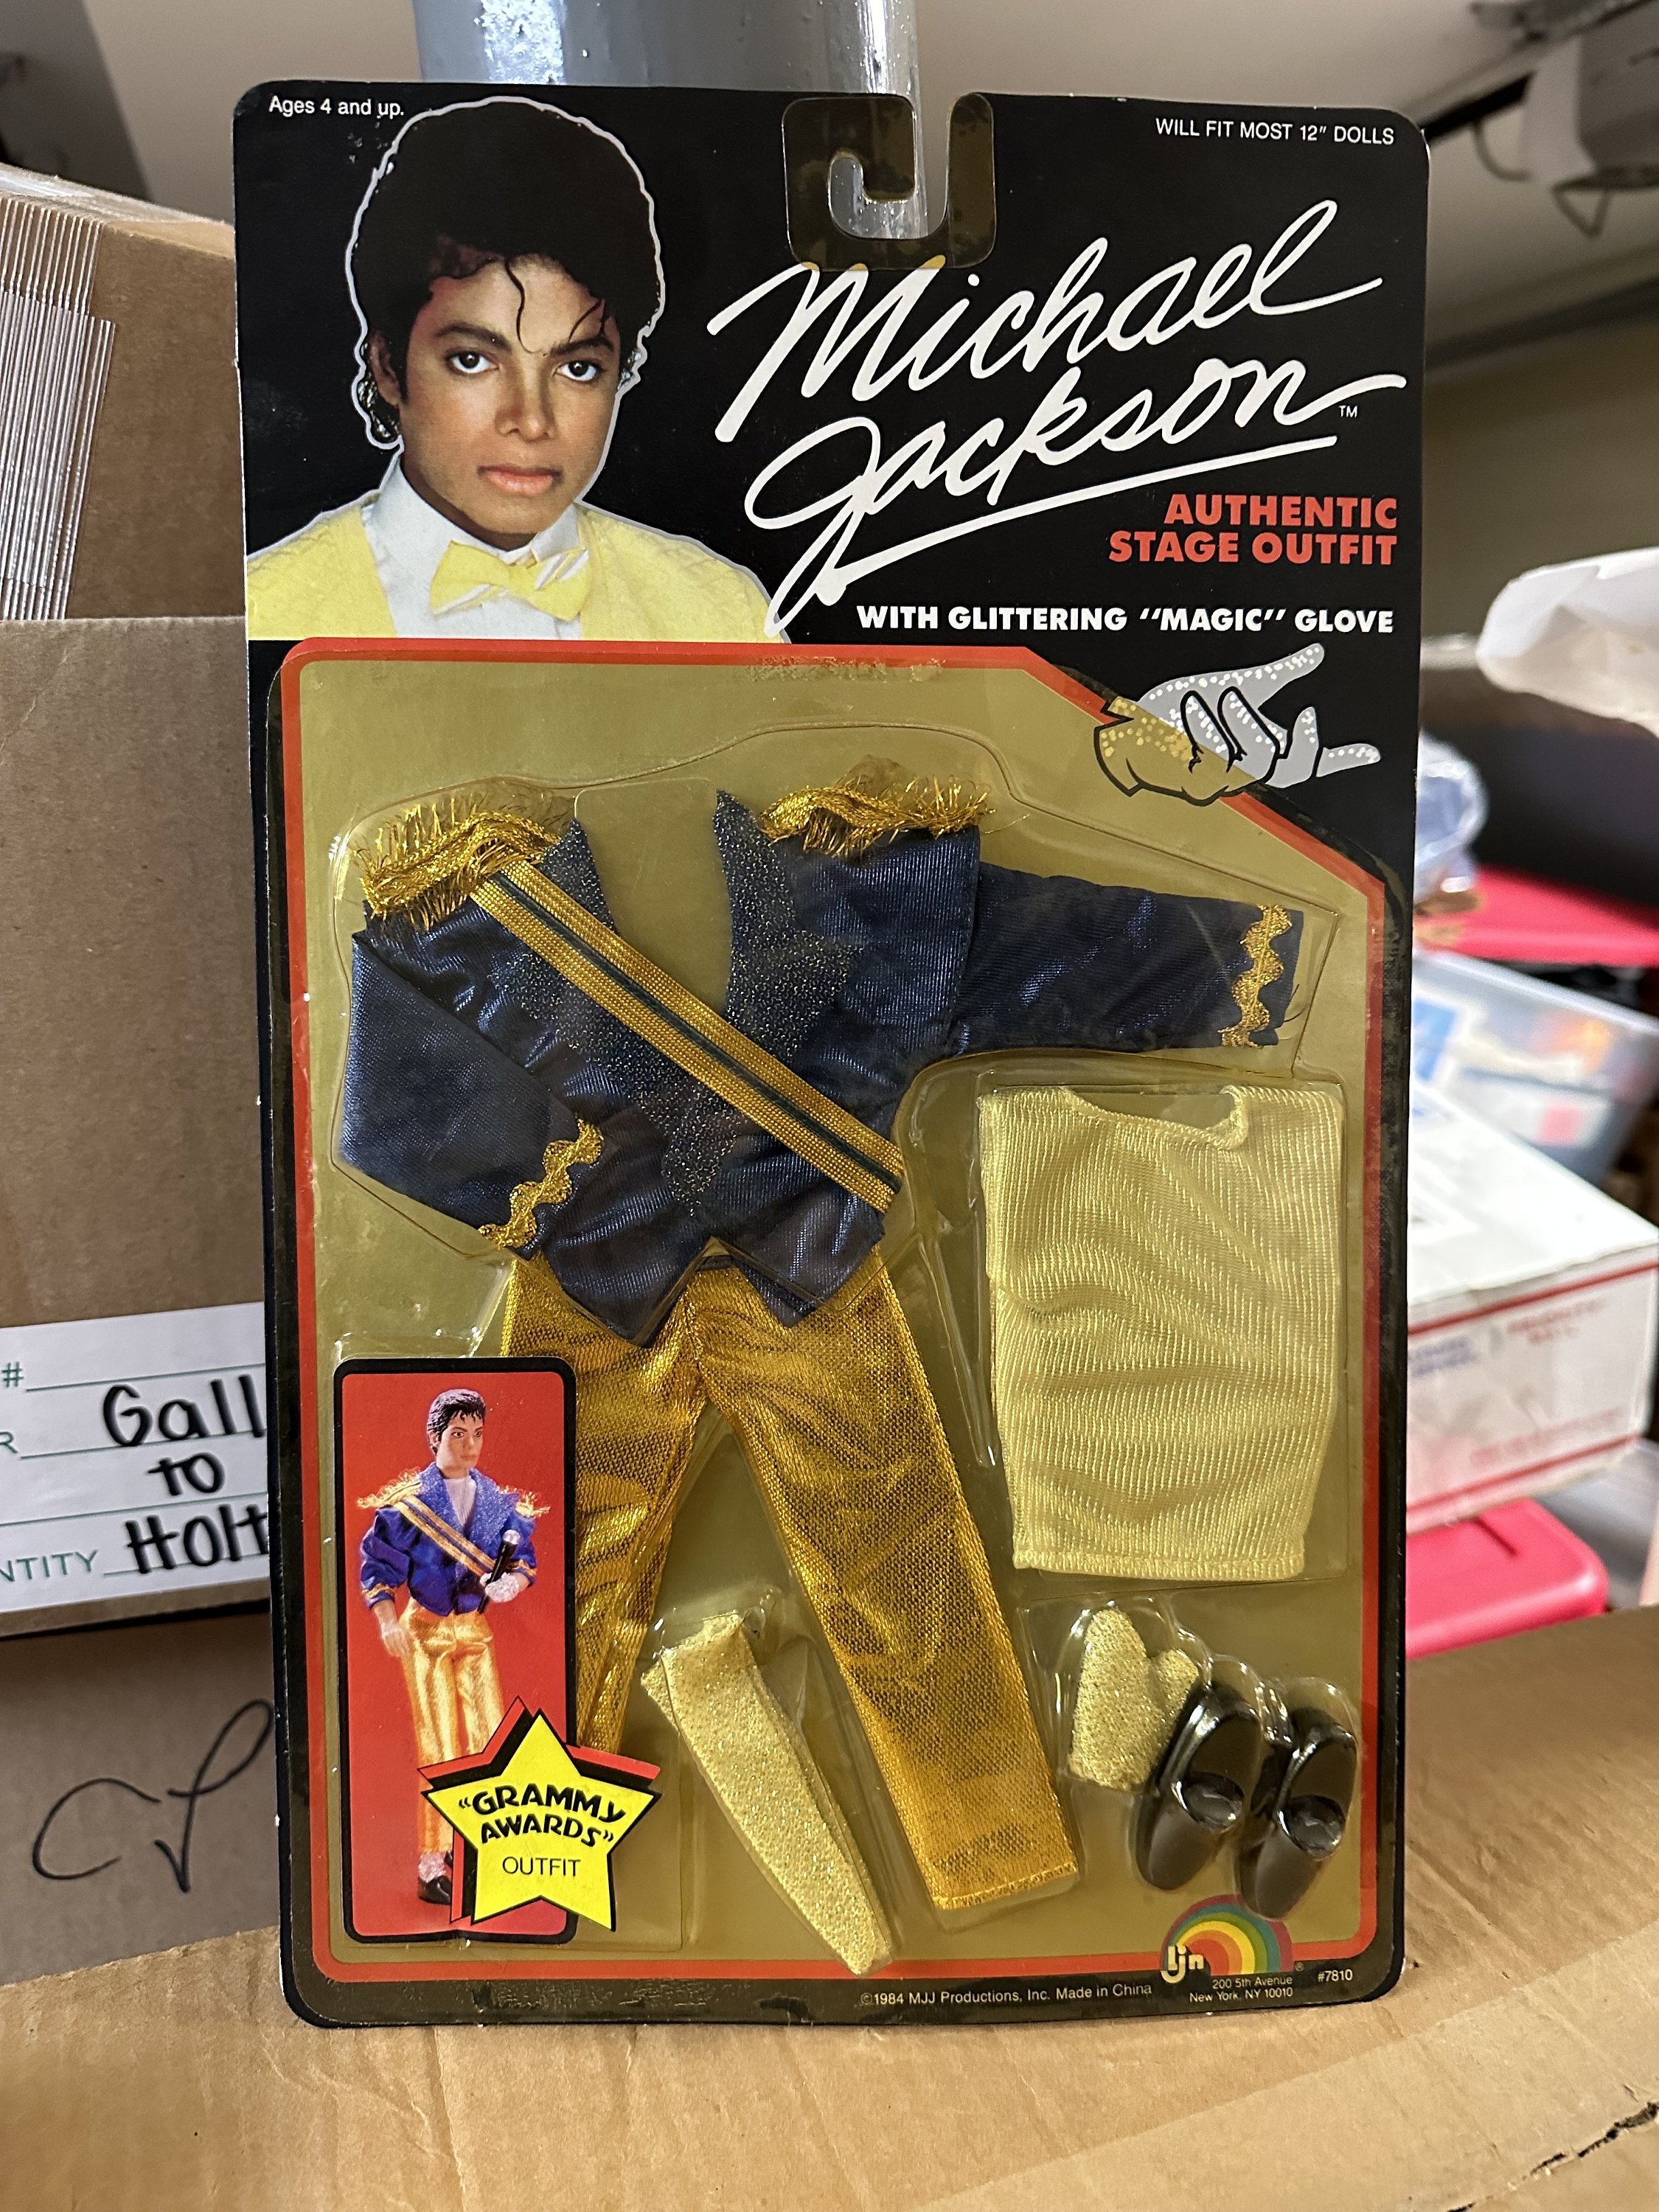 Ages 4 and up.
WILL FIT MOST 12" DOLLS
Michael
Jackson™
AUTHENTIC
STAGE OUTFIT
WITH GLITTERING “MAGIC” GLOVE
"GRAMMY
AWARDS"
OUTFIT
ljn®
200 5th Avenue
New York, NY 10010
#7810
©1984 MJJ Productions, Inc. Made in China
#
Gall
to
NTITY Holt